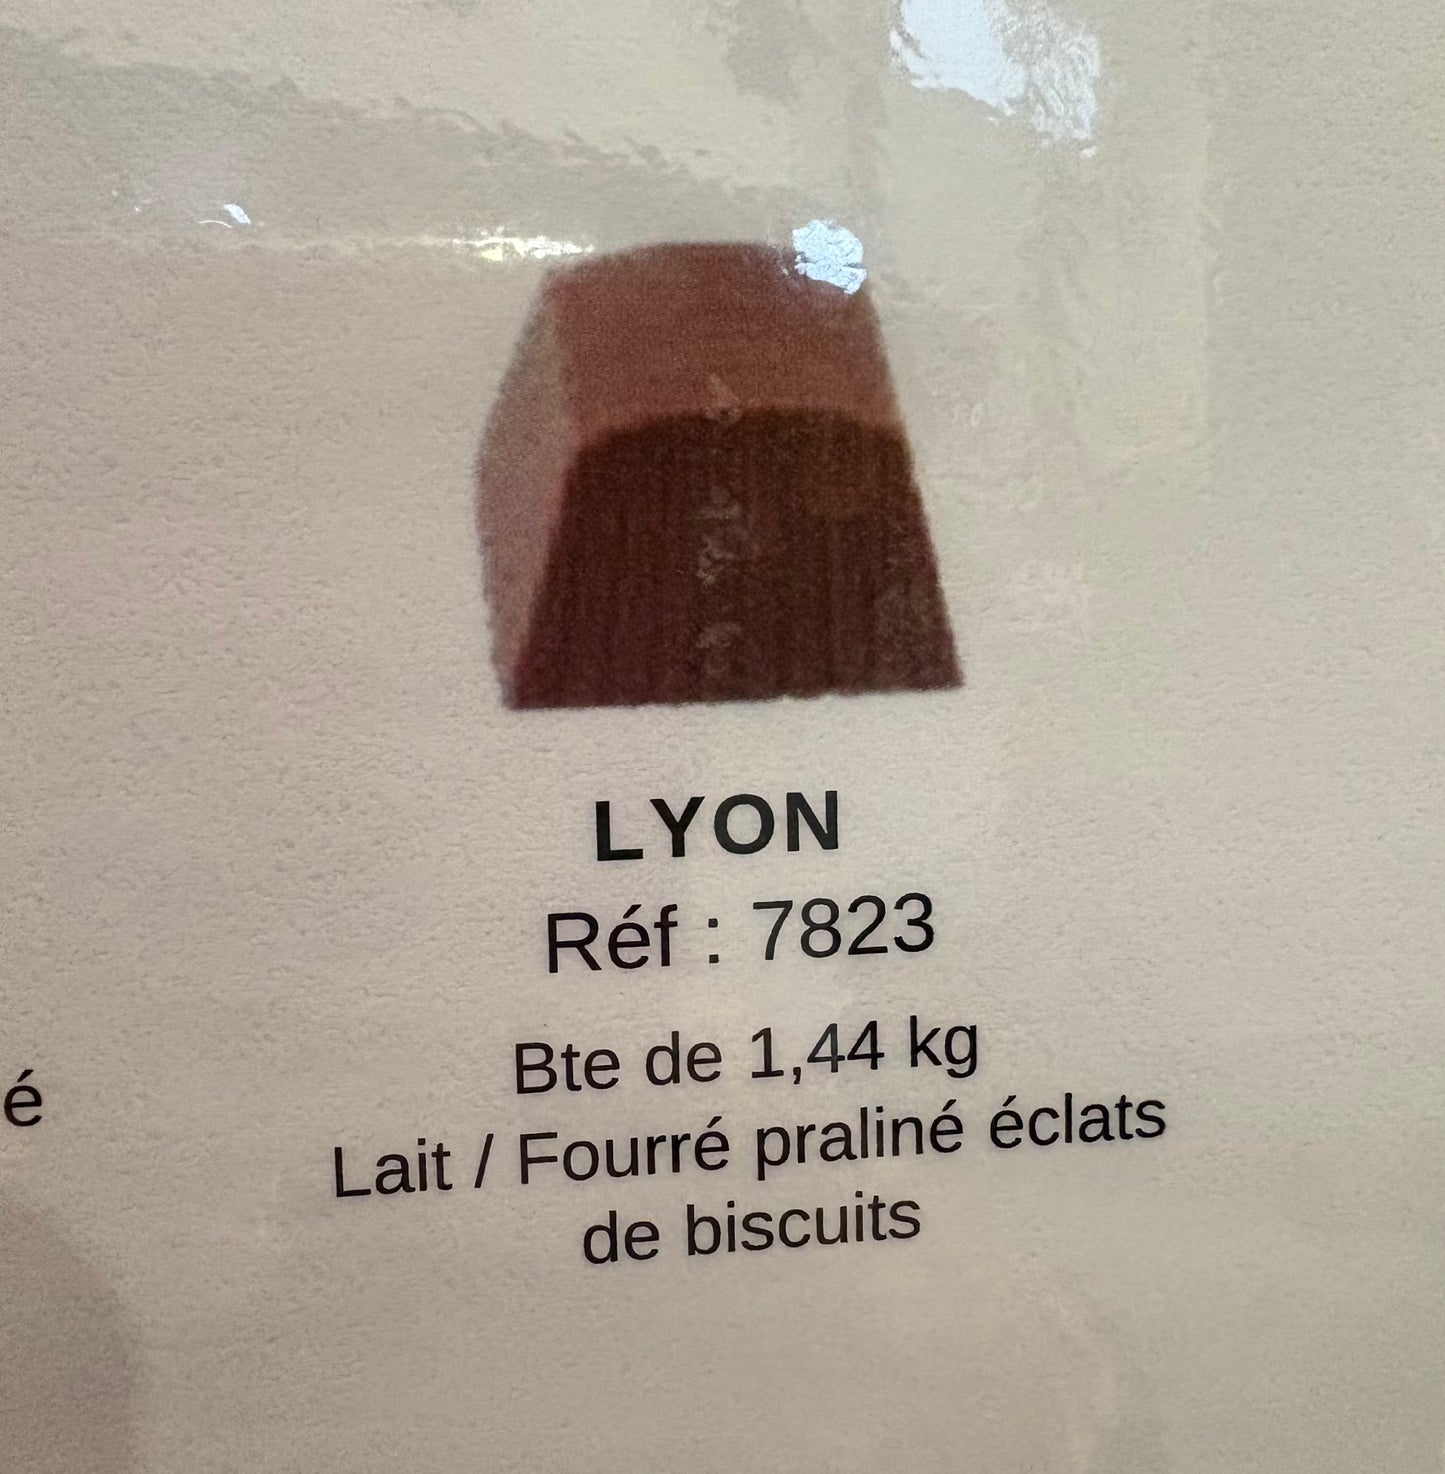 LYON
Réf : 7823
Bte de 1,44 kg
é
Lait / Fourré praliné éclats
de biscuits